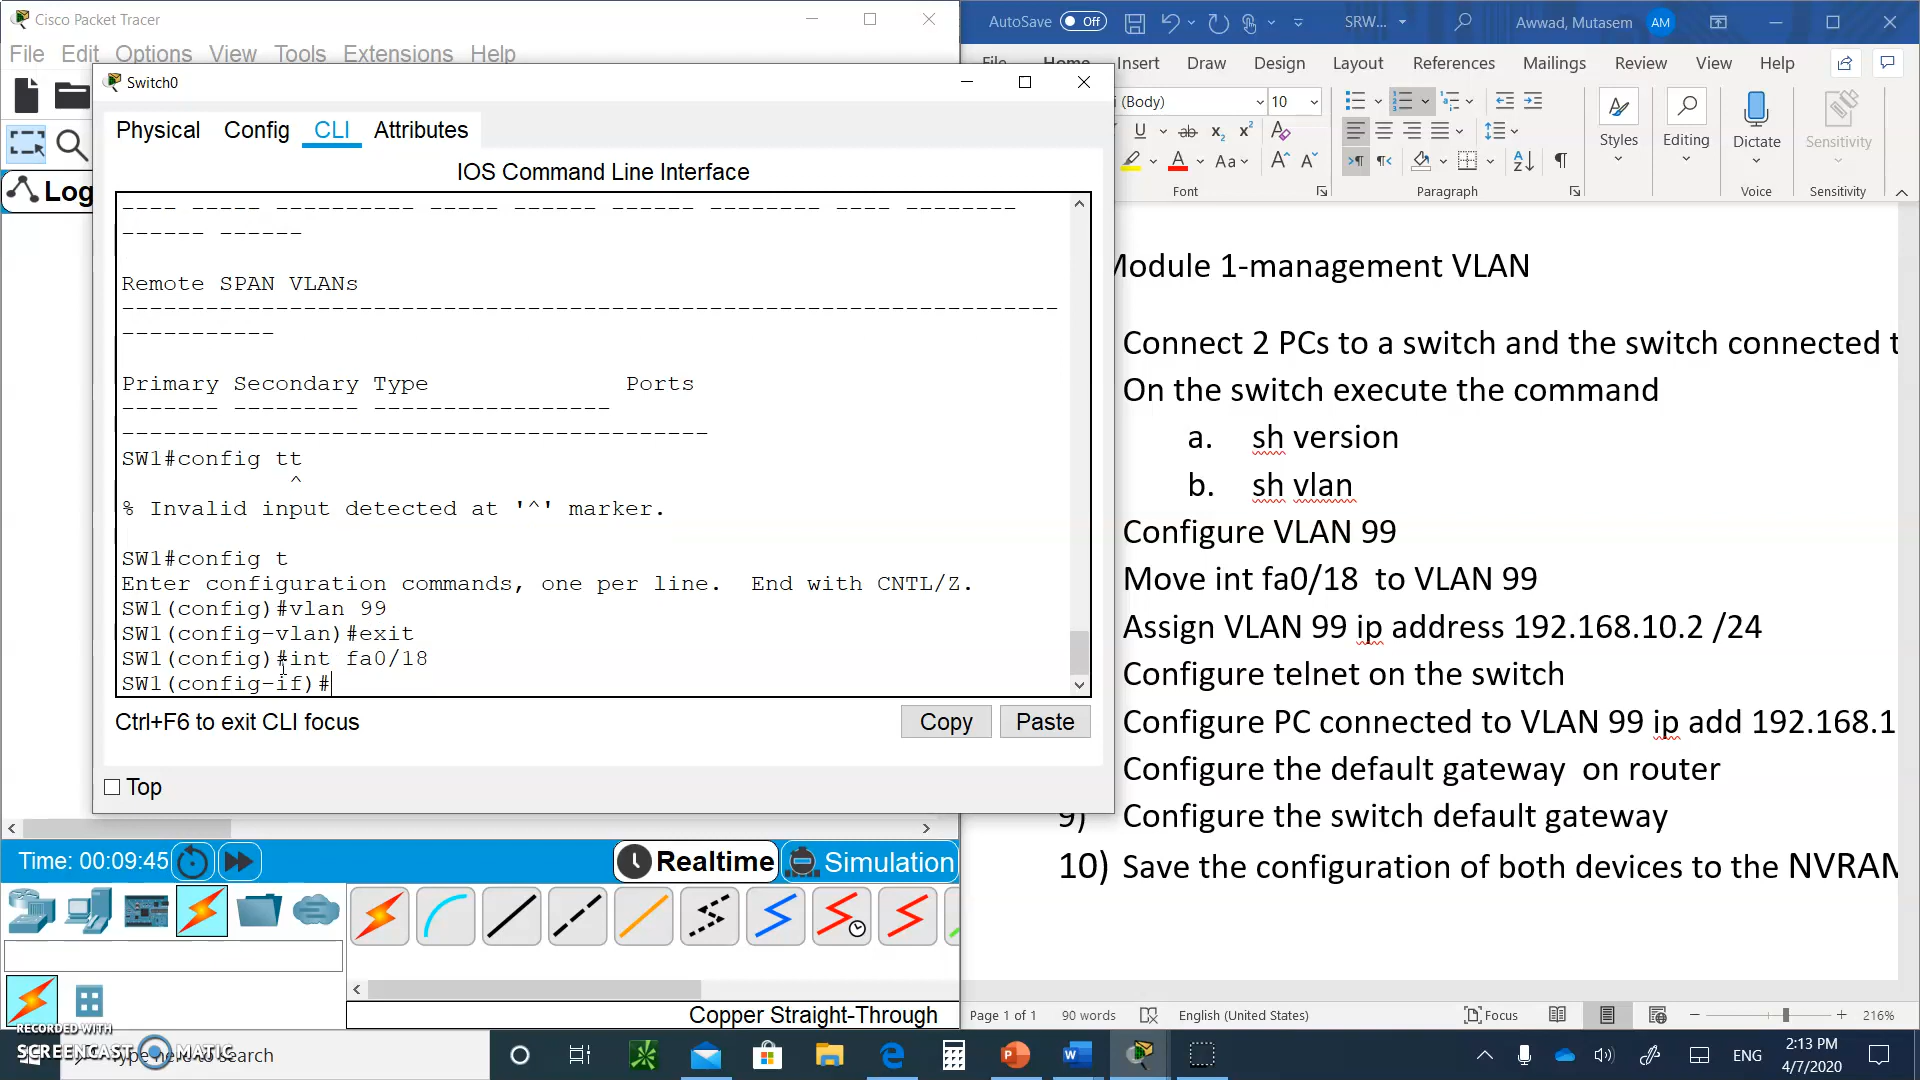 Cisco Packet Tracer
File Edit Options View Tools Extensions Help
Log
Switch0
Physical Config CLI Attributes
IOS Command Line Interface
---- ----- ---------- ----- ------ ------ -------- ---- --------
------ ------
Remote SPAN VLANs
--------------------------------------------------------------------
-----------
Primary Secondary Type Ports
------- --------- -----------------
------------------------------------------
SW1#config tt
^
% Invalid input detected at '^' marker.
SW1#config t
Enter configuration commands, one per line. End with CNTL/Z.
SW1(config)#vlan 99
SW1(config-vlan)#exit
SW1(config)#int fa0/18
SW1(config-if)#
Ctrl+F6 to exit CLI focus
Copy Paste
Top
Time: 00:09:45
Realtime Simulation
Copper Straight-Through
AutoSave Off SRW... Awwad, Mutasem AM
File Home Insert Draw Design Layout References Mailings Review View Help
(Body) 10
Styles Editing Dictate Sensitivity
Font Paragraph Voice Sensitivity
Module 1-management VLAN
Connect 2 PCs to a switch and the switch connected t
On the switch execute the command
a. sh version
b. sh vlan
Configure VLAN 99
Move int fa0/18 to VLAN 99
Assign VLAN 99 ip address 192.168.10.2 /24
Configure telnet on the switch
Configure PC connected to VLAN 99 ip add 192.168.1
Configure the default gateway on router
9) Configure the switch default gateway
10) Save the configuration of both devices to the NVRAM
Page 1 of 1 90 words English (United States) Focus 216%
RECORDED WITH
SCREENCAST MATIC
Type here to search
ENG
2:13 PM
4/7/2020